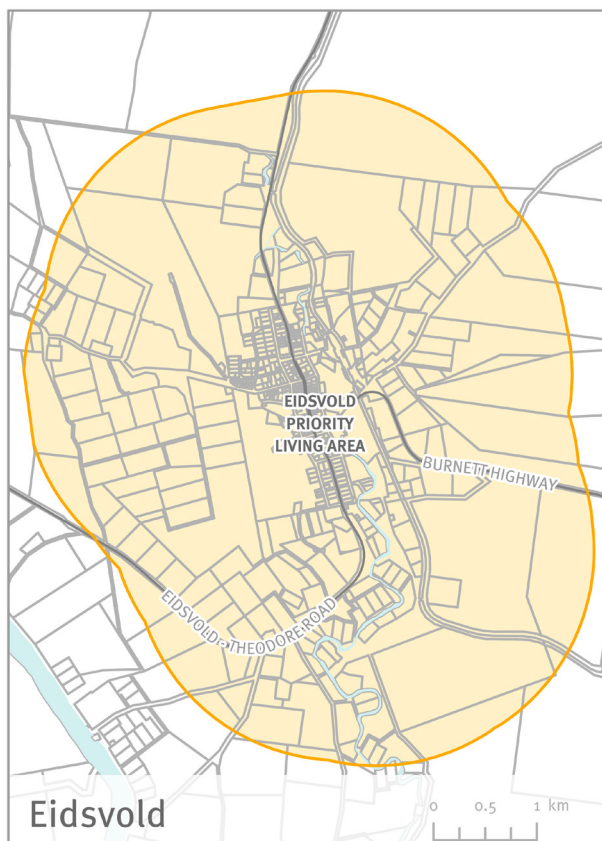 EIDSVOLD
PRIORITY
LIVING AREA
BURNETT HIGHWAY
EIDSVOLD - THEODORE ROAD
Eidsvold
0 0.5 1 km